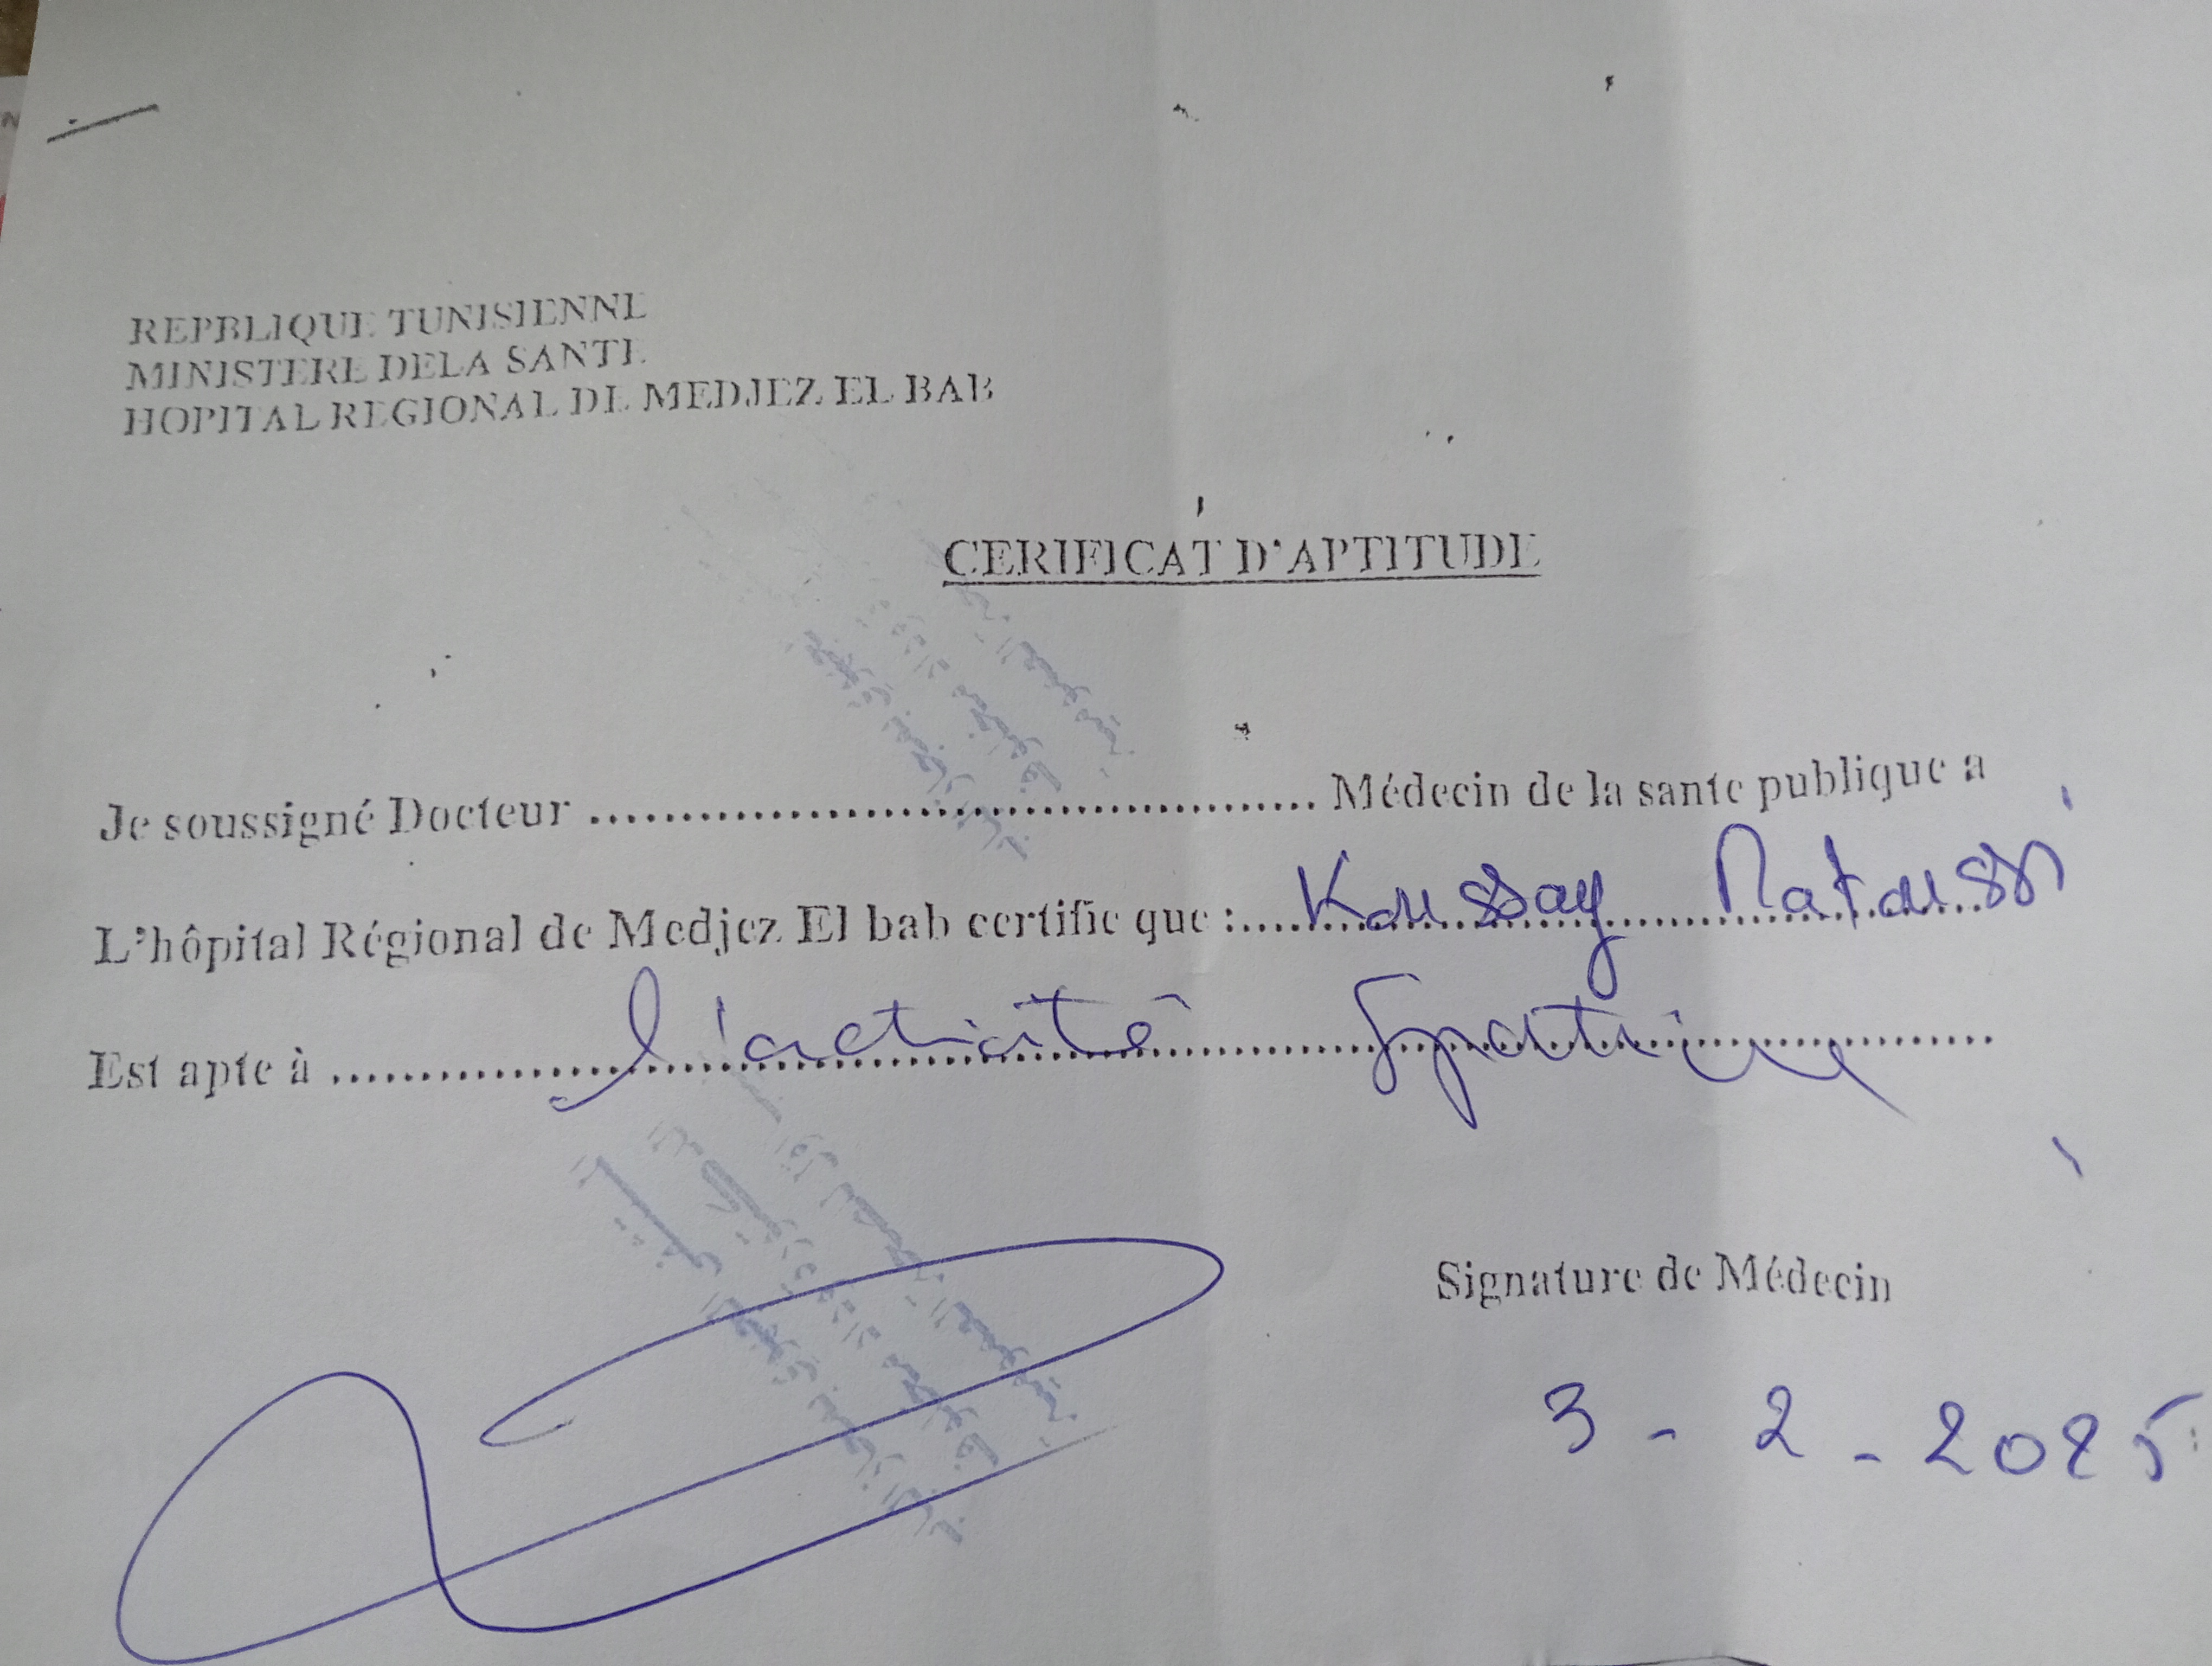 REPBLIQUE TUNISIENNE
MINISTERE DELA SANTE
HOPITAL REGIONAL DE MEDJEZ EL BAB
CERIFICAT D'APTITUDE
Je soussigné Docteur ................................................ Médecin de la sante publique a
L'hôpital Régional de Medjez El bab certifie que :..... Koussay
Est apte à ..................... l'activité Sportive
Signature de Médecin
3 - 2 - 2025